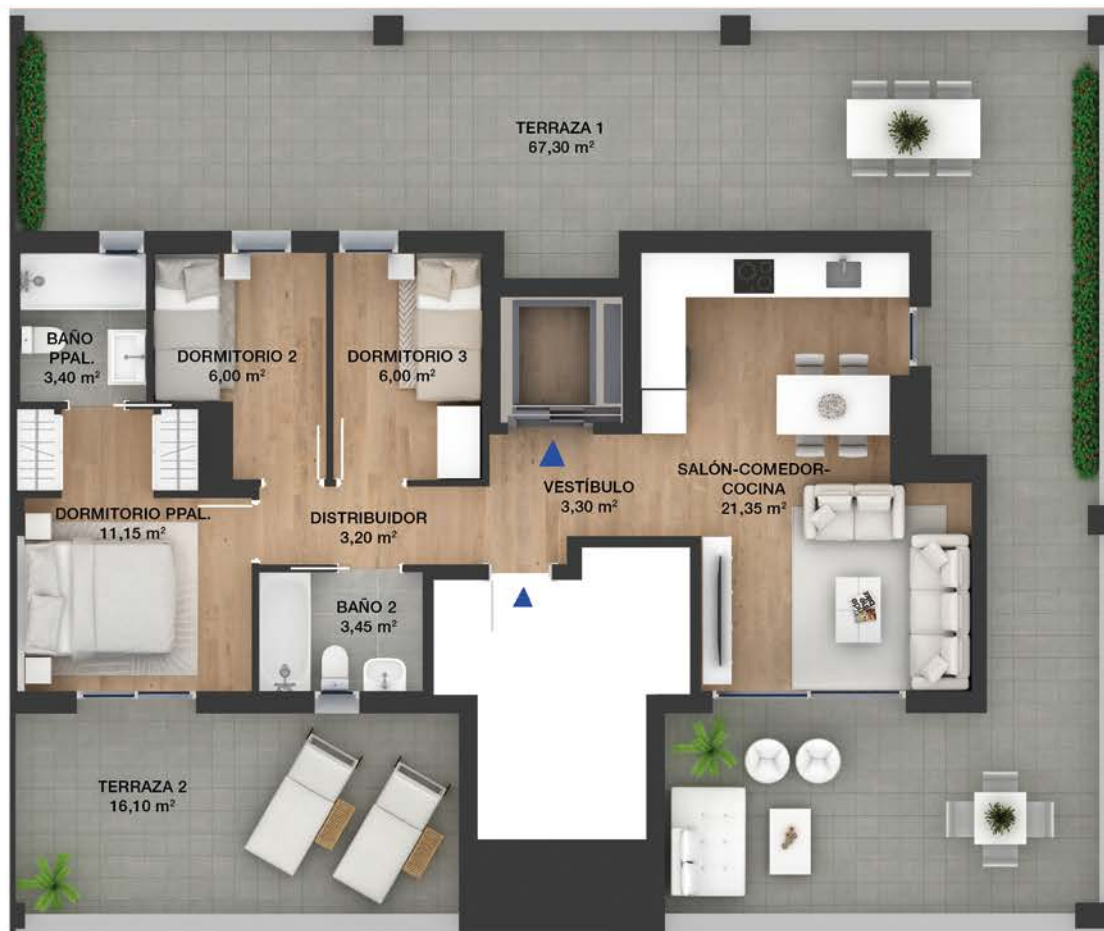 TERRAZA 1
67,30 m²
BAÑO
PPAL.
3,40 m²
DORMITORIO 2
6,00 m²
DORMITORIO 3
6,00 m²
DORMITORIO PPAL.
11,15 m²
DISTRIBUIDOR
3,20 m²
VESTÍBULO
3,30 m²
SALÓN-COMEDOR-
COCINA
21,35 m²
BAÑO 2
3,45 m²
TERRAZA 2
16,10 m²